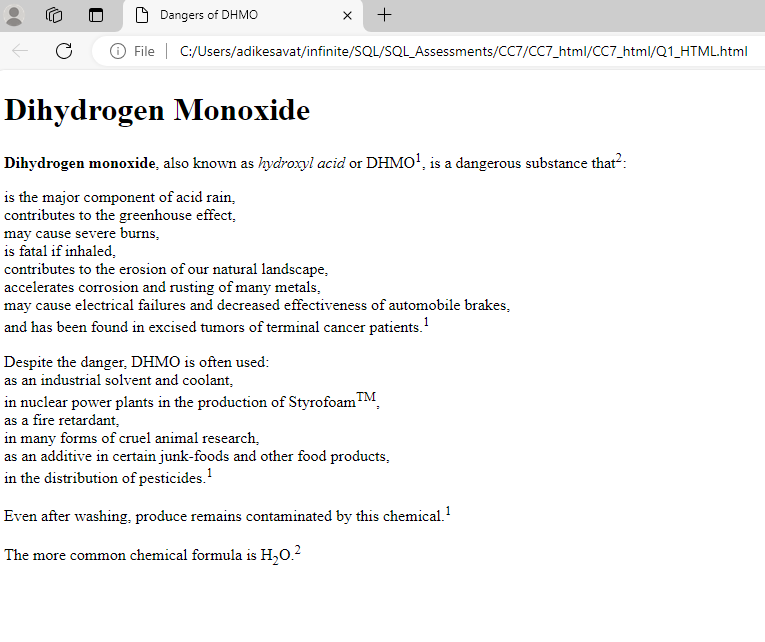 Dangers of DHMO
File
C:/Users/adikesavat/infinite/SQL/SQL_Assessments/CC7/CC7_html/CC7_html/Q1_HTML.html
Dihydrogen Monoxide
Dihydrogen monoxide, also known as hydroxyl acid or DHMO1, is a dangerous substance that2:
is the major component of acid rain,
contributes to the greenhouse effect,
may cause severe burns,
is fatal if inhaled,
contributes to the erosion of our natural landscape,
accelerates corrosion and rusting of many metals,
may cause electrical failures and decreased effectiveness of automobile brakes,
and has been found in excised tumors of terminal cancer patients.1
Despite the danger, DHMO is often used:
as an industrial solvent and coolant,
in nuclear power plants in the production of StyrofoamTM,
as a fire retardant,
in many forms of cruel animal research,
as an additive in certain junk-foods and other food products,
in the distribution of pesticides.1
Even after washing, produce remains contaminated by this chemical.1
The more common chemical formula is H2O.2